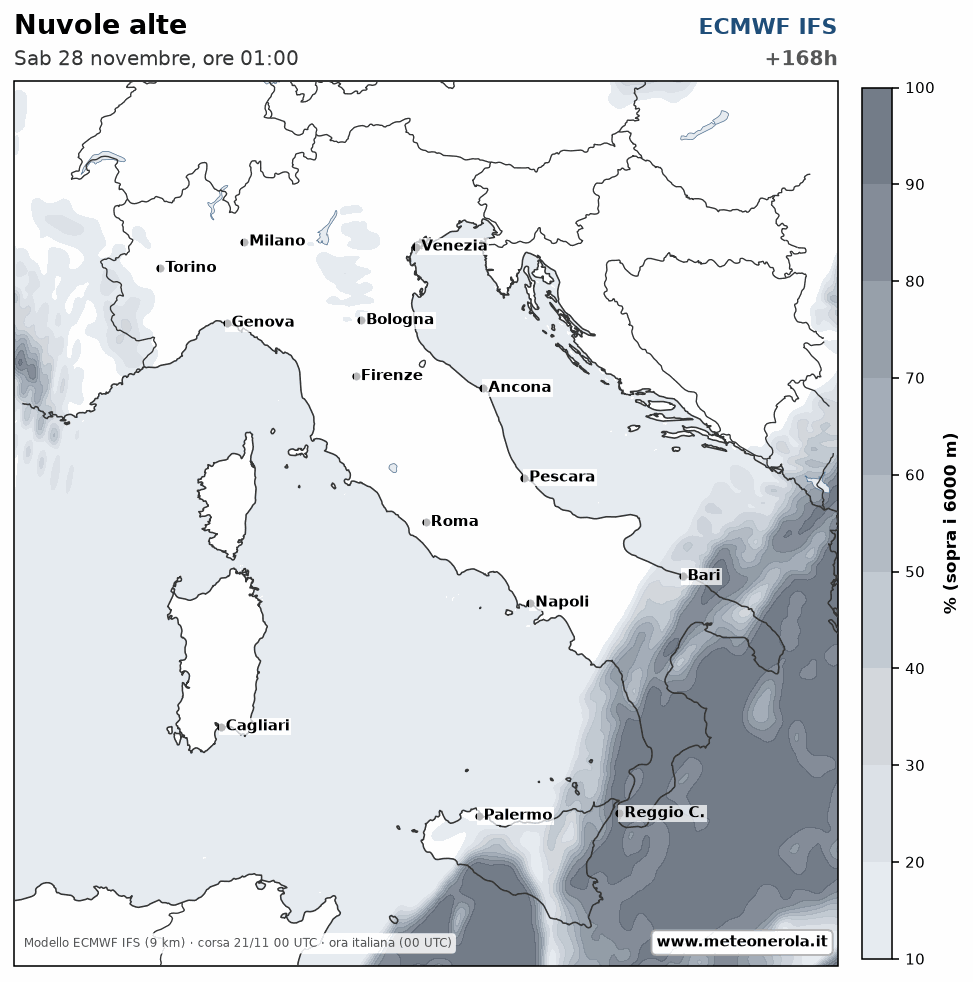 Nuvole alte
ECMWF IFS
Sab 28 novembre, ore 01:00
+168h
Milano
Venezia
Torino
Genova
Bologna
Firenze
Ancona
Pescara
Roma
Bari
Napoli
Cagliari
Palermo
Reggio C.
Modello ECMWF IFS (9 km) · corsa 21/11 00 UTC · ora italiana (00 UTC)
www.meteonerola.it
100
90
80
70
60
50
40
30
20
10
% (sopra i 6000 m)